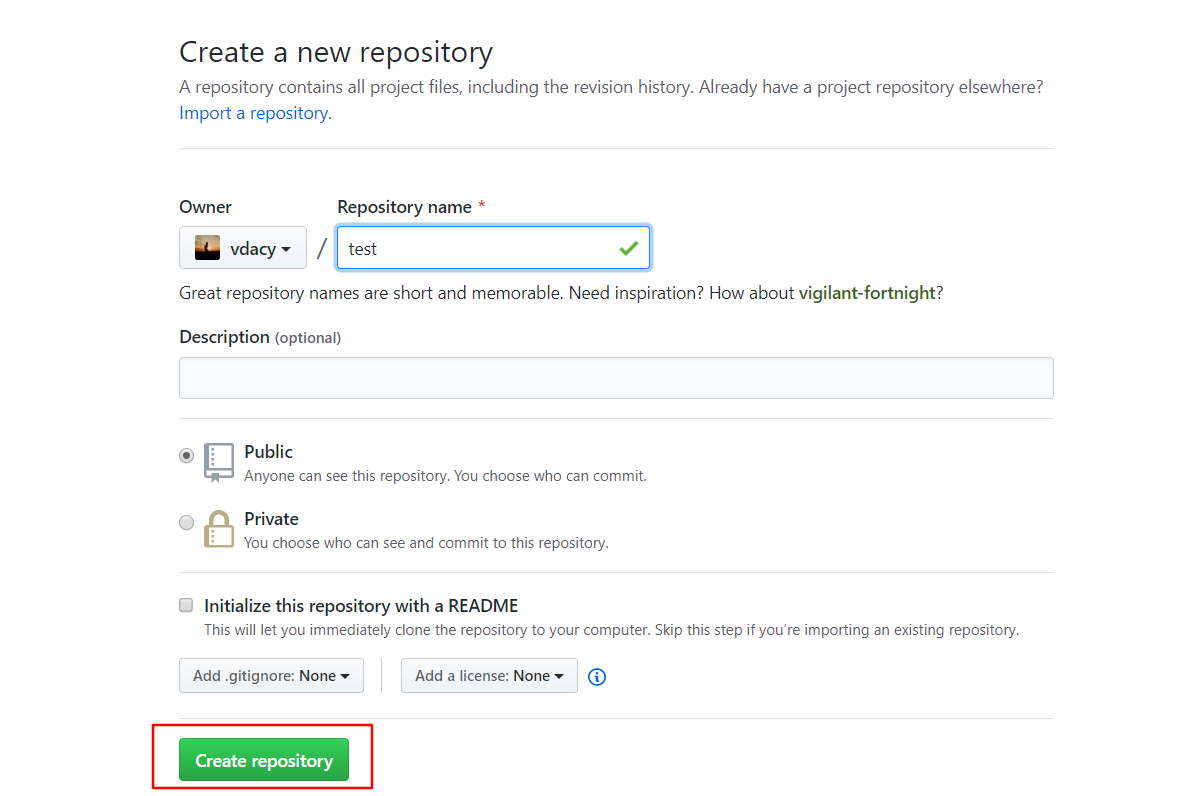 Create a new repository
A repository contains all project files, including the revision history. Already have a project repository elsewhere?
Import a repository.
Owner
Repository name *
vdacy / test
Great repository names are short and memorable. Need inspiration? How about vigilant-fortnight?
Description (optional)
Public
Anyone can see this repository. You choose who can commit.
Private
You choose who can see and commit to this repository.
Initialize this repository with a README
This will let you immediately clone the repository to your computer. Skip this step if you’re importing an existing repository.
Add .gitignore: None
Add a license: None
Create repository